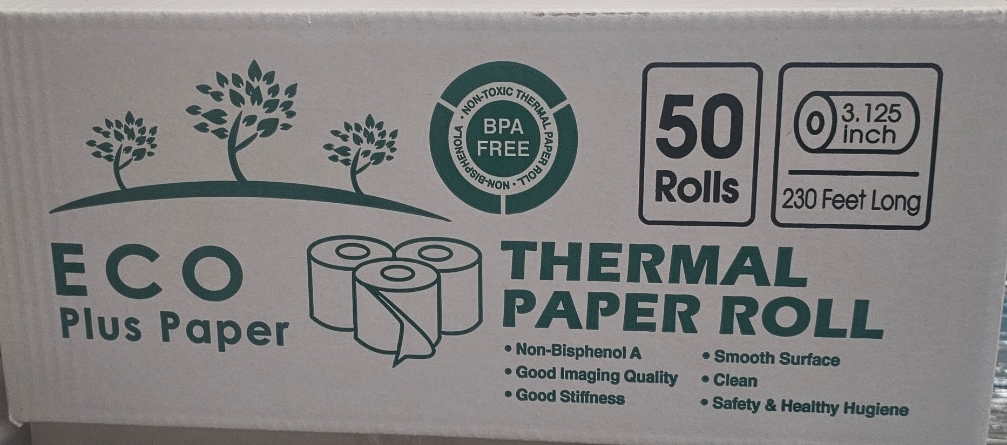 NON-TOXIC THERMAL PAPER ROLL • NON-BISPHENOLA •
BPA
FREE
50
Rolls
3.125
inch
230 Feet Long
ECO
Plus Paper
THERMAL
PAPER ROLL
• Non-Bisphenol A
• Good Imaging Quality
• Good Stiffness
• Smooth Surface
• Clean
• Safety & Healthy Hugiene